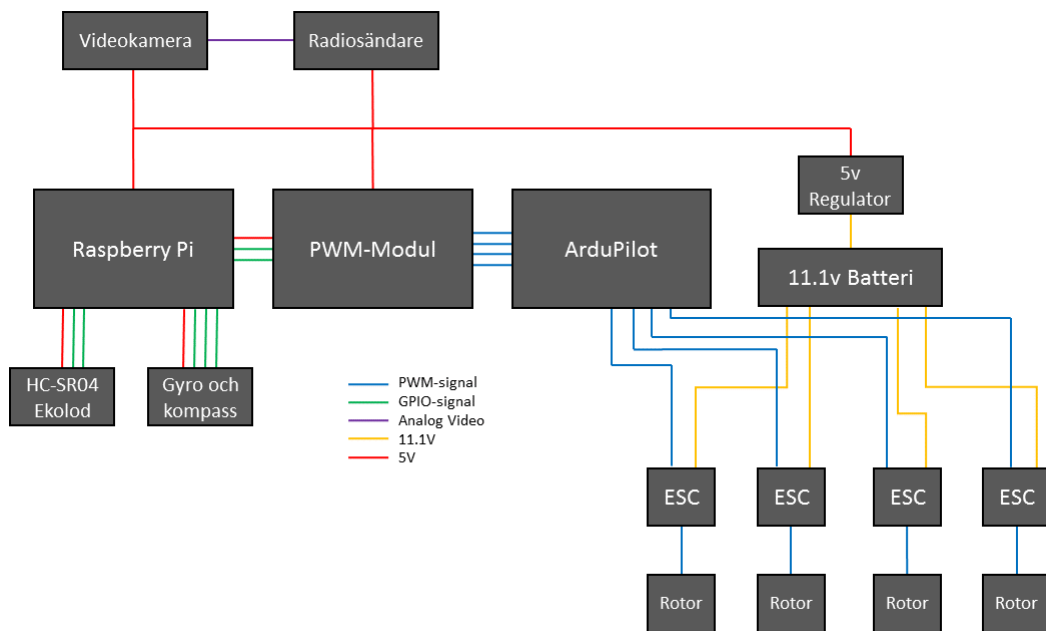 Videokamera
Radiosändare
5v
Regulator
Raspberry Pi
PWM-Modul
ArduPilot
11.1v Batteri
HC-SR04
Ekolod
Gyro och
kompass
PWM-signal
GPIO-signal
Analog Video
11.1V
5V
ESC
ESC
ESC
ESC
Rotor
Rotor
Rotor
Rotor